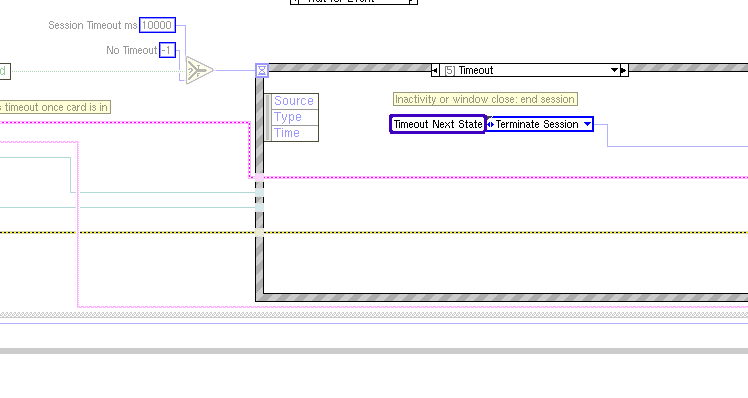 Session Timeout ms 10000
No Timeout -1
[5] Timeout
s timeout once card is in
Source
Type
Time
Inactivity or window close: end session
Timeout Next State
Terminate Session